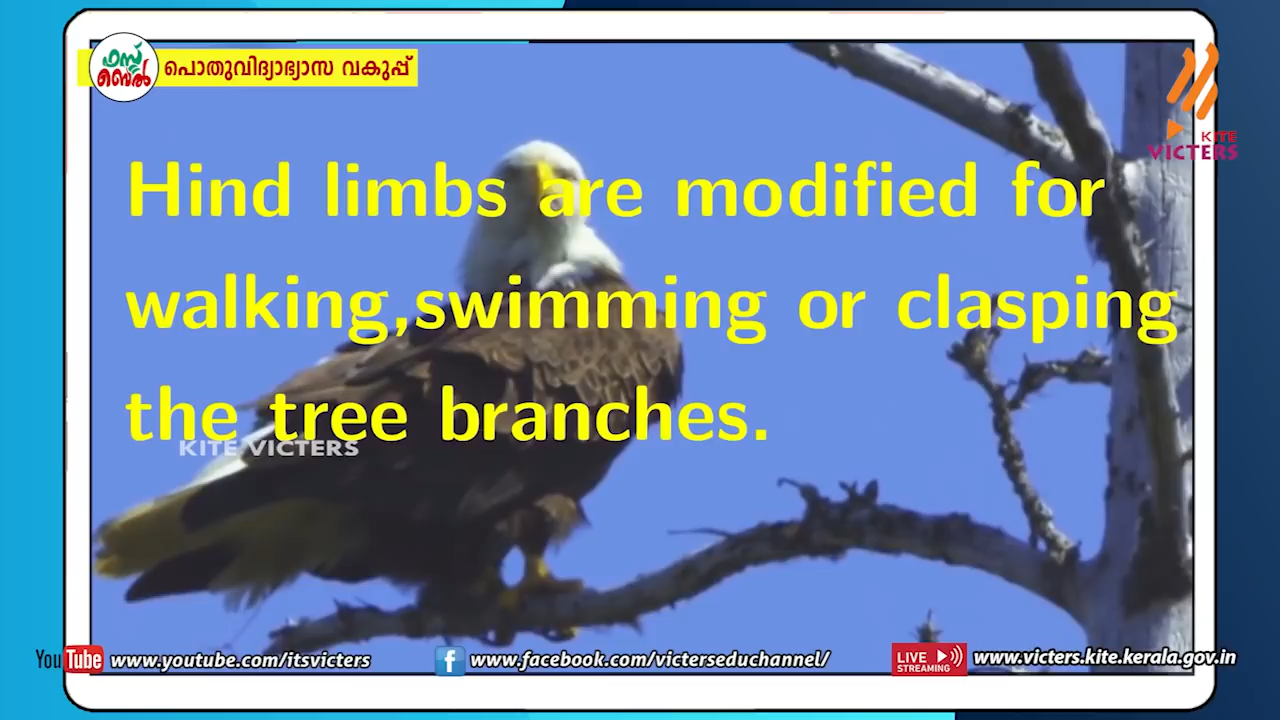 ഫസ്റ്റ്
ബെൽ
പൊതുവിദ്യാഭ്യാസ വകുപ്പ്
KITE
VICTERS
Hind limbs are modified for
walking,swimming or clasping
the tree branches.
KITE VICTERS
YouTube www.youtube.com/itsvicters
f www.facebook.com/victerseduchannel/
LIVE
STREAMING
www.victers.kite.kerala.gov.in